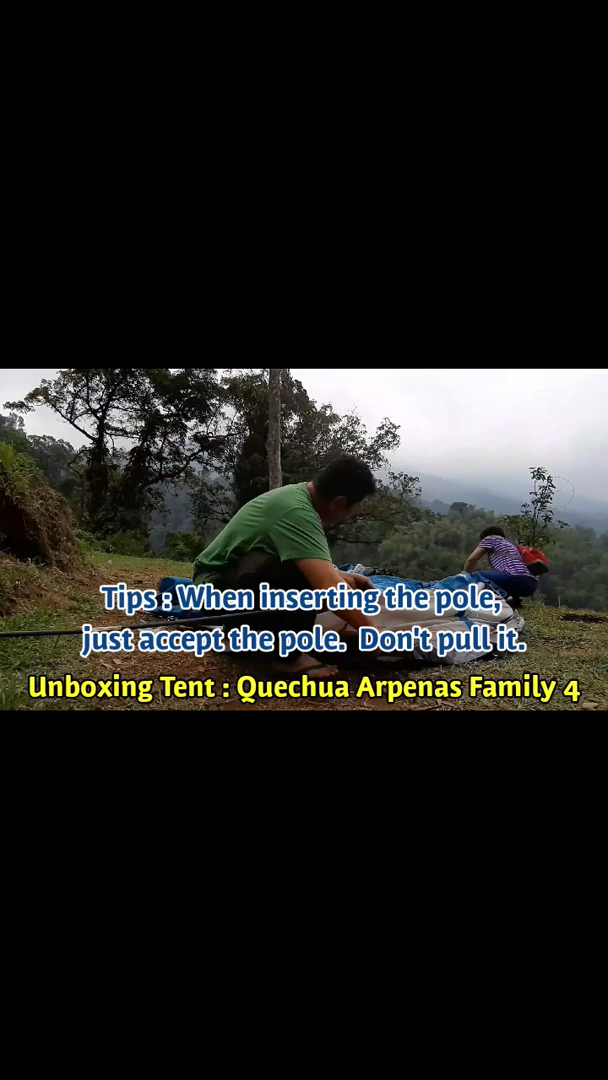 Tips : When inserting the pole,
just accept the pole. Don't pull it.
Unboxing Tent : Quechua Arpenas Family 4